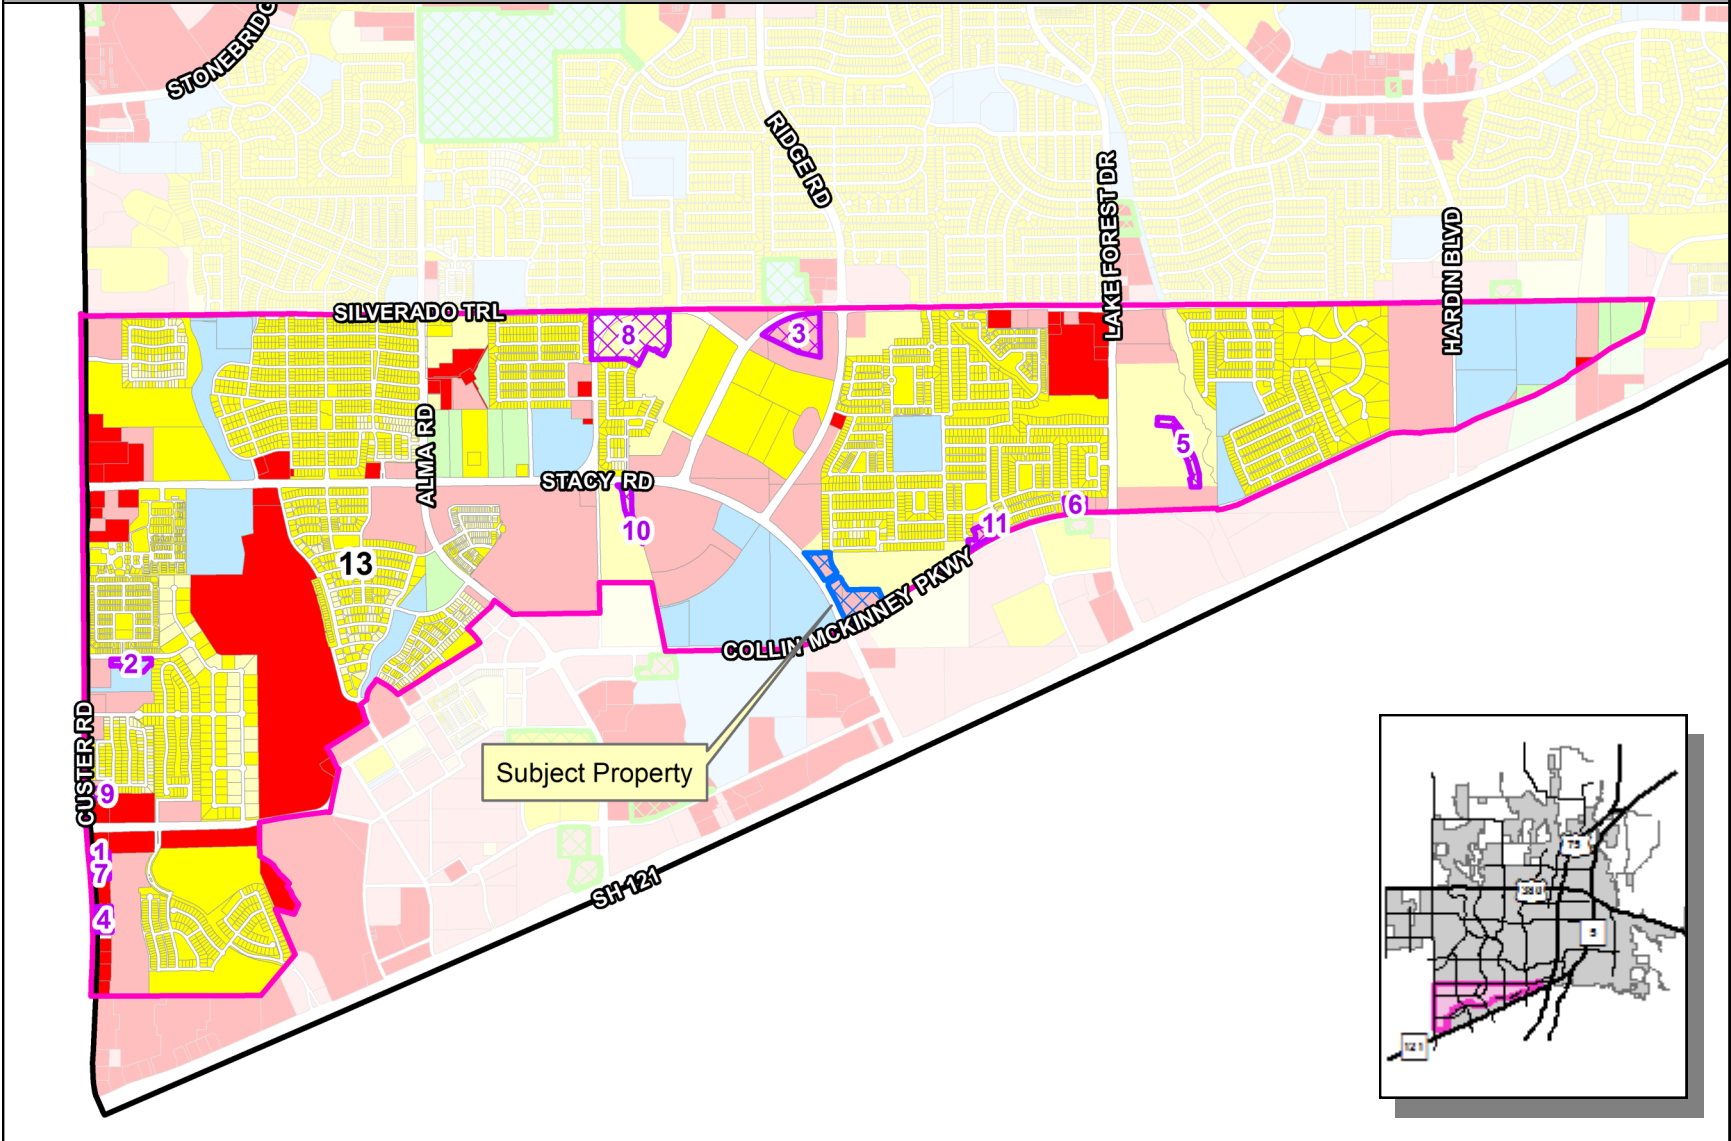 STONEBRIDG
RIDGE RD
LAKE FOREST DR
HARDIN BLVD
SILVERADO TRL
8
3
ALMA RD
5
STACY RD
6
10
11
13
COLLIN MCKINNEY PKWY
2
CUSTER RD
Subject Property
9
1
7
4
SH 121
75
380
5
121